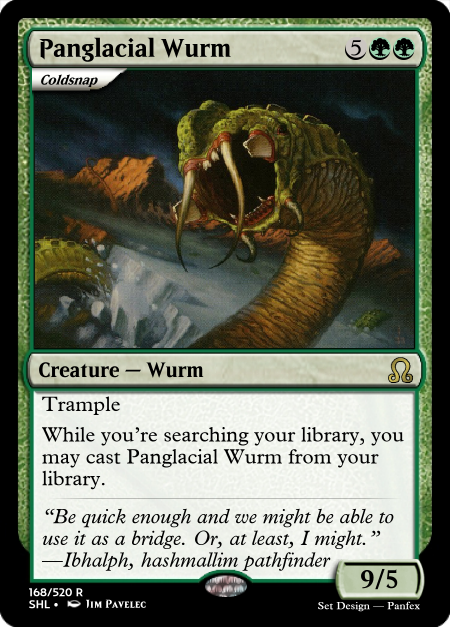 Panglacial Wurm 5
Coldsnap
Creature — Wurm
Trample
While you’re searching your library, you
may cast Panglacial Wurm from your
library.
“Be quick enough and we might be able to
use it as a bridge. Or, at least, I might.”
—Ibhalph, hashmallim pathfinder
9/5
168/520 R
SHL • Jim Pavelec
Set Design — Panfex